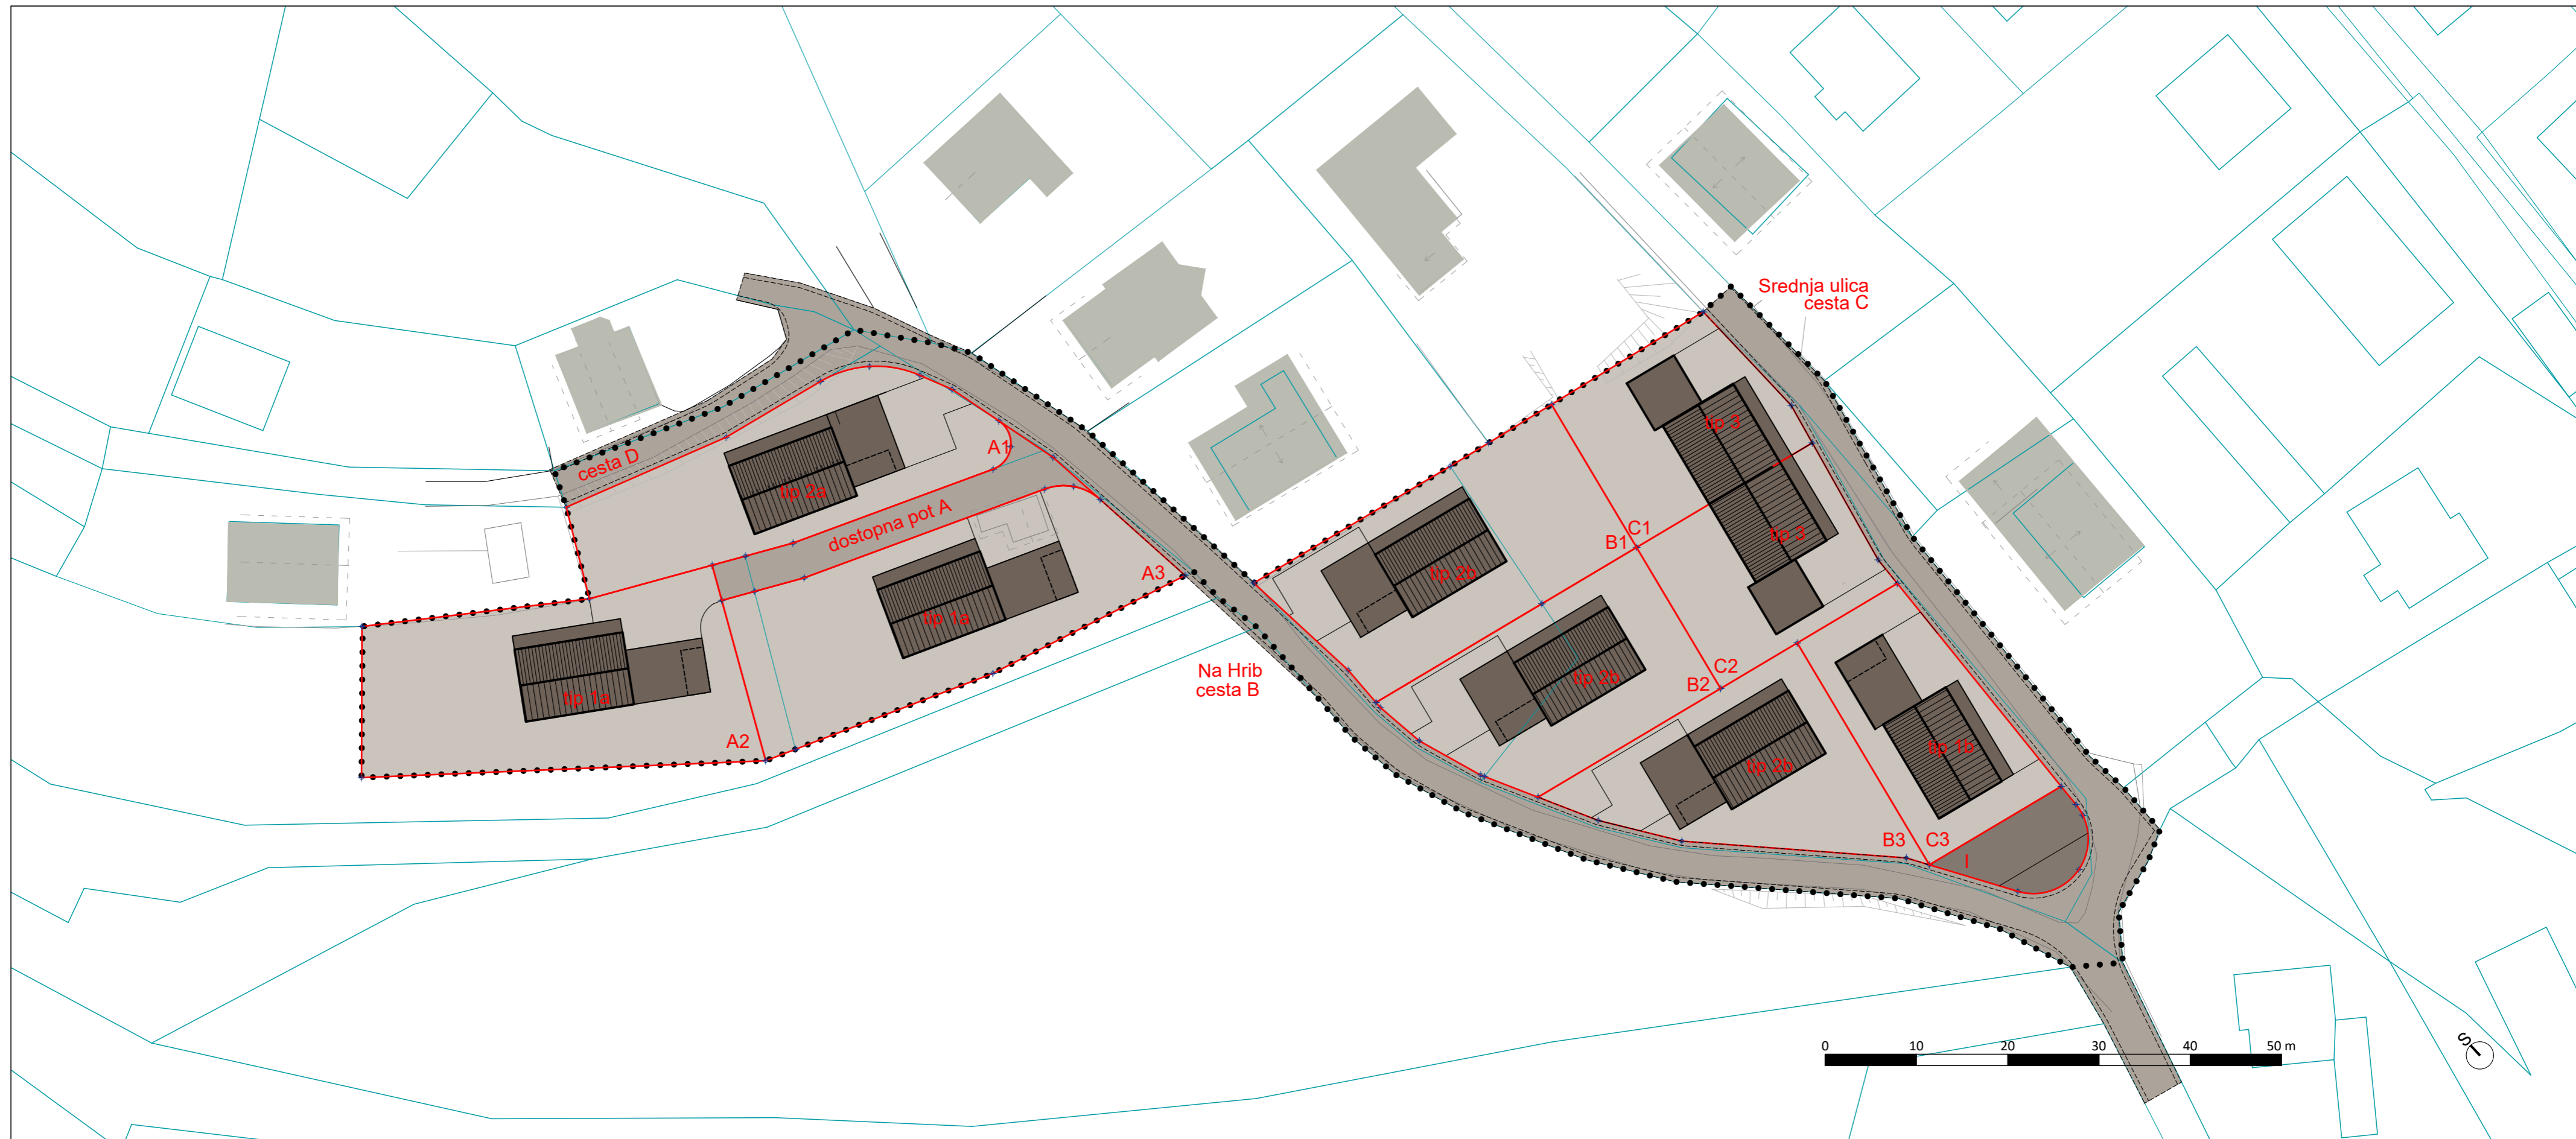 Srednja ulica
cesta C
cesta D
tip 2a
A1
dostopna pot A
tip 1a
tip 1a
A2
A3
Na Hrib
cesta B
tip 3
tip 3
tip 2b
B1
C1
tip 2b
B2
C2
tip 2b
tip 1b
B3
C3
I
0 10 20 30 40 50 m
S